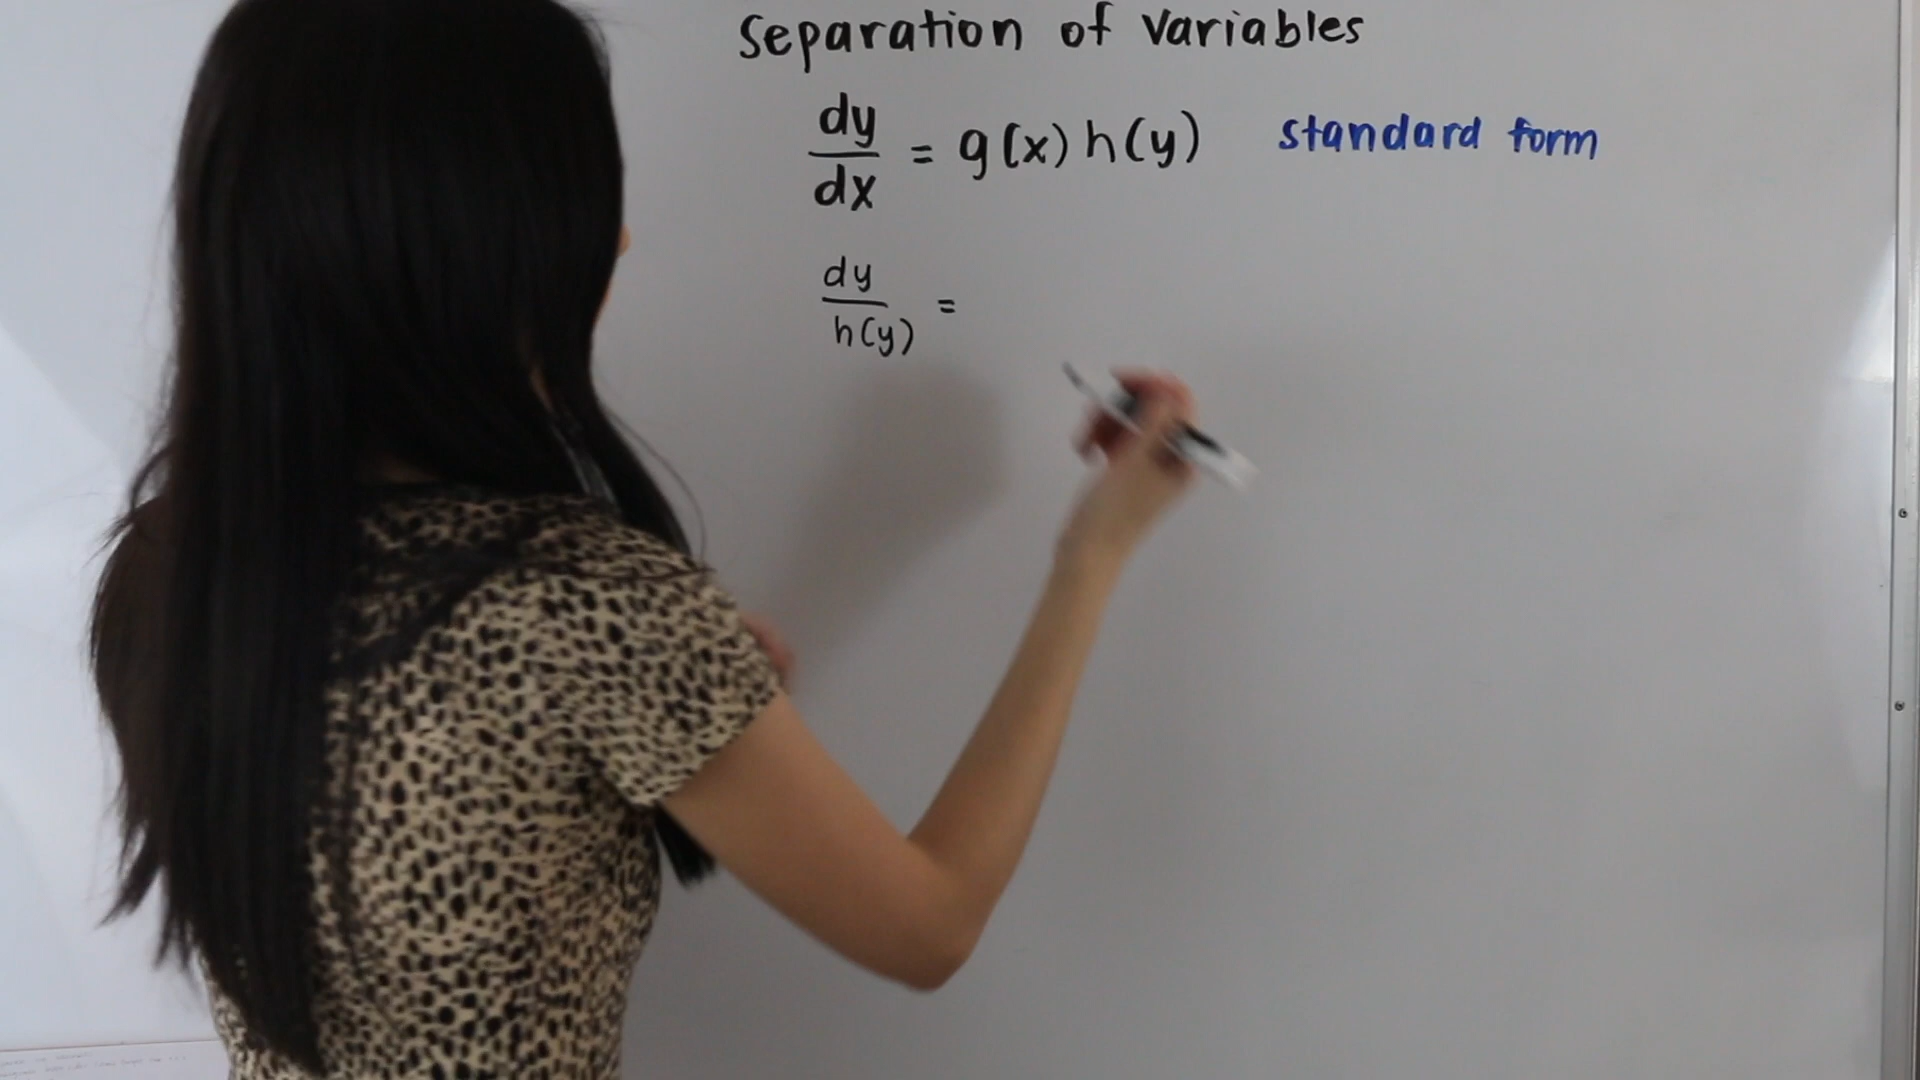 Separation of Variables
dy/dx = g(x) h(y) standard form
dy/h(y) =